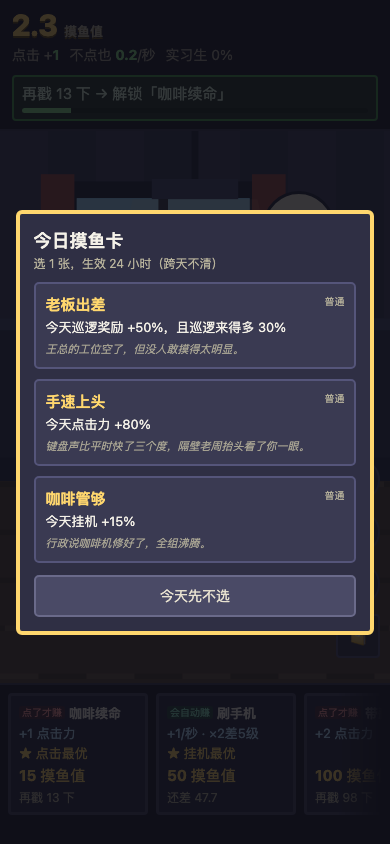 2.3 摸鱼值
点击 +1 不点也 0.2/秒 实习生 0%
再戳 13 下 → 解锁「咖啡续命」
今日摸鱼卡
选 1 张，生效 24 小时（跨天不清）
老板出差 普通
今天巡逻奖励 +50%，且巡逻来得多 30%
王总的工位空了，但没人敢摸得太明显。
手速上头 普通
今天点击力 +80%
键盘声比平时快了三个度，隔壁老周抬头看了你一眼。
咖啡管够 普通
今天挂机 +15%
行政说咖啡机修好了，全组沸腾。
今天先不选
点了才赚 咖啡续命
+1 点击力
★ 点击最优
15 摸鱼值
再戳 13 下
会自动赚 刷手机
+1/秒 · ×2差5级
★ 挂机最优
50 摸鱼值
还差 47.7
点了才赚
+2 点击力
100 摸鱼
再戳 98 下